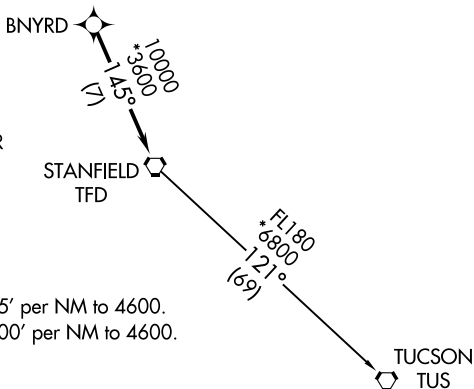 BNYRD
10000
*3600
145°
(7)
R
STANFIELD
TFD
FL180
*6800
121°
(69)
5' per NM to 4600.
00' per NM to 4600.
TUCSON
TUS